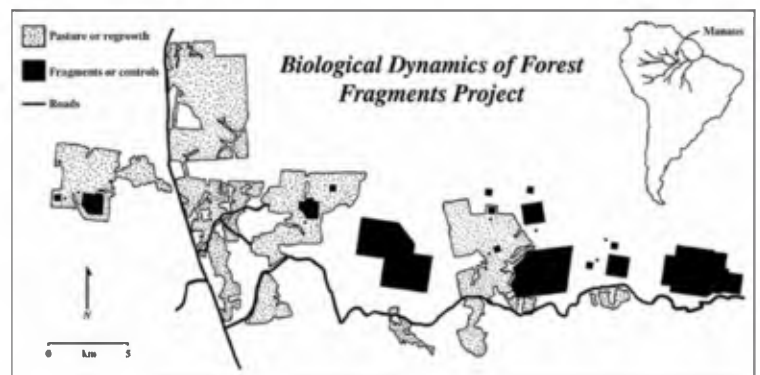 Pasture or regrowth
Fragments or controls
Roads
Biological Dynamics of Forest
Fragments Project
Manaus
N
0 km 5